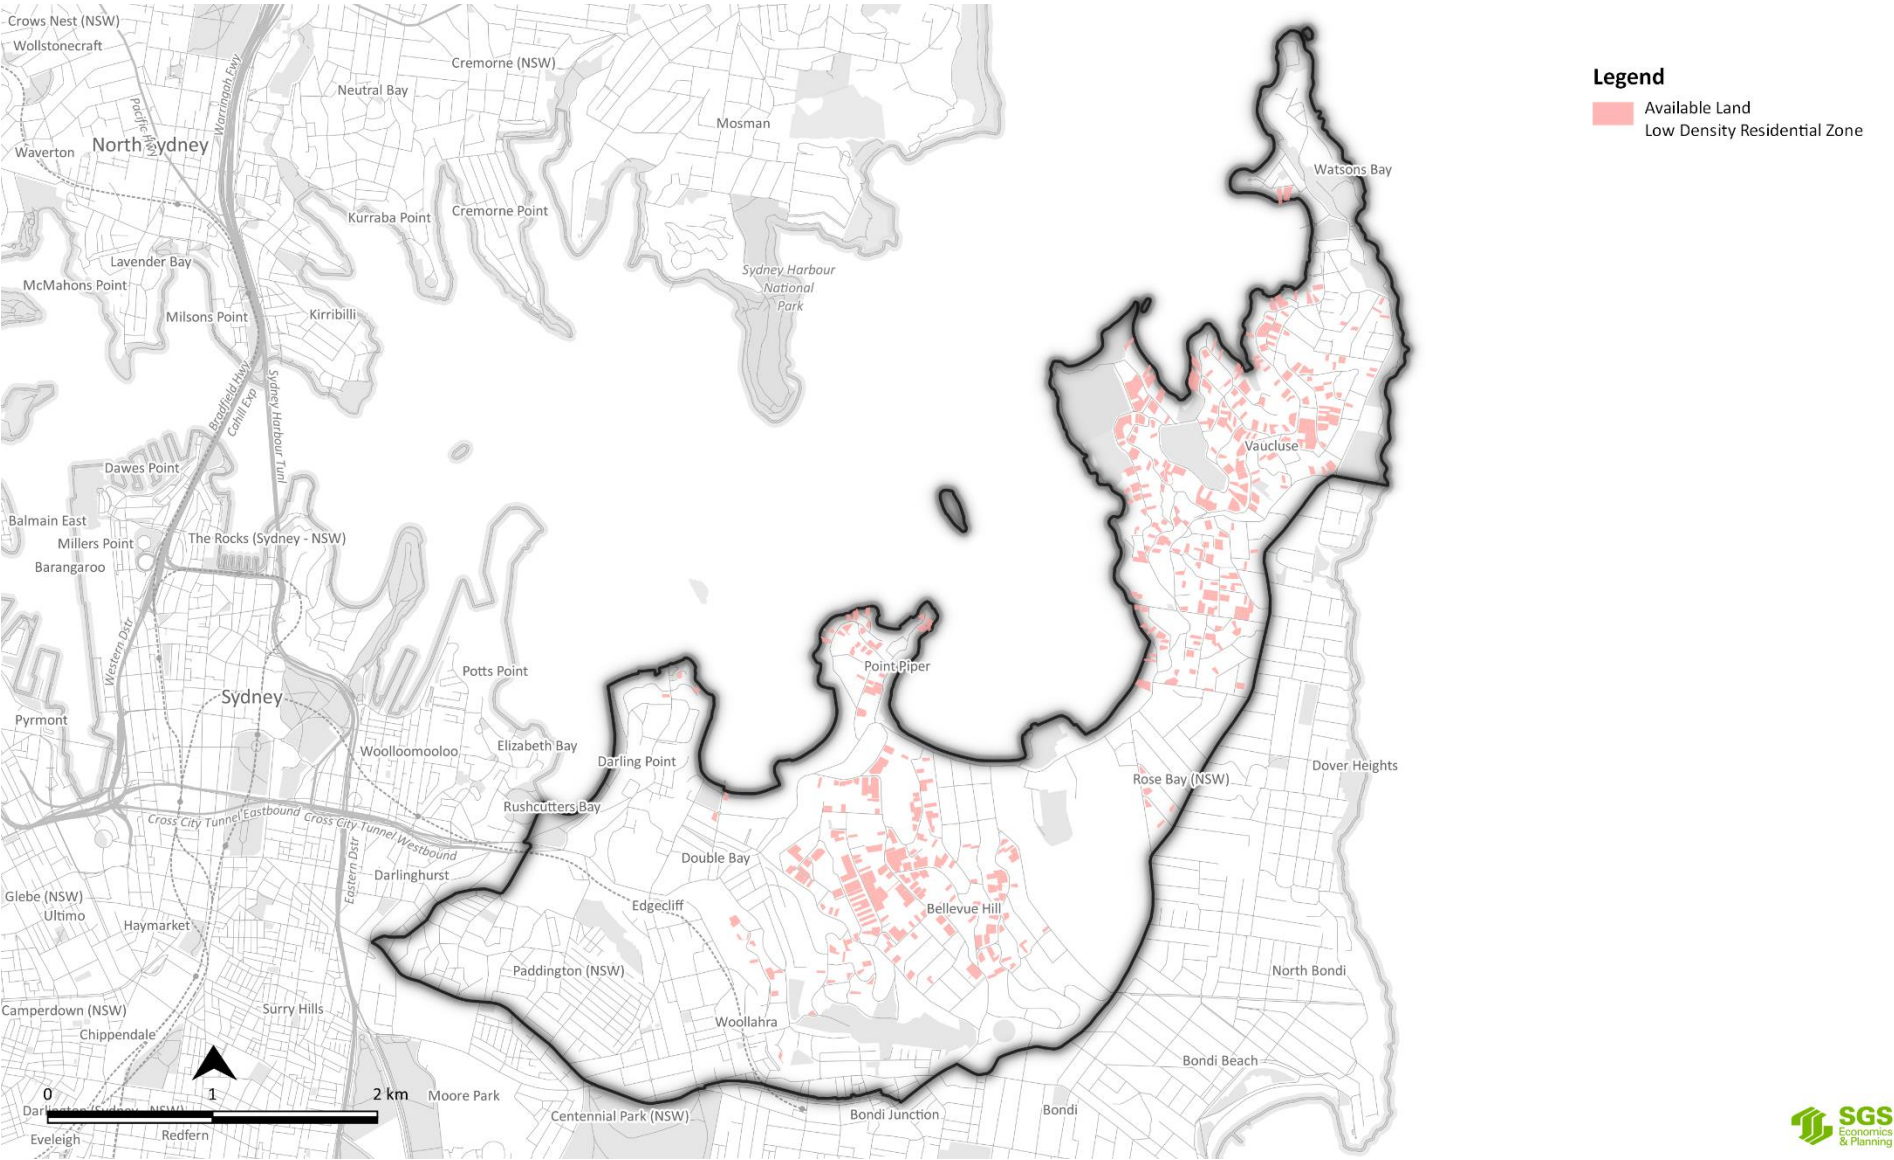 Crows Nest (NSW)
Wollstonecraft
Cremorne (NSW)
Neutral Bay
Warringah Fwy
Pacific Hwy
Mosman
North Sydney
Waverton
Legend
Available Land
Low Density Residential Zone
Watsons Bay
Kurraba Point
Cremorne Point
Lavender Bay
McMahons Point
Sydney Harbour
National
Park
Milsons Point
Kirribilli
Bradfield Hwy
Cahill Exp
Sydney Harbour Tunl
Vaucluse
Dawes Point
Balmain East
Millers Point
The Rocks (Sydney - NSW)
Barangaroo
Western Dstr
Potts Point
Point Piper
Sydney
Pyrmont
Woolloomooloo
Elizabeth Bay
Darling Point
Rose Bay (NSW)
Dover Heights
Rushcutters Bay
Cross City Tunnel Eastbound
Cross City Tunnel Westbound
Eastern Dstr
Double Bay
Darlinghurst
Glebe (NSW)
Ultimo
Haymarket
Edgecliff
Bellevue Hill
Paddington (NSW)
North Bondi
Camperdown (NSW)
Surry Hills
Chippendale
Woollahra
Bondi Beach
0
1
2 km
Moore Park
Darlington (Sydney - NSW)
Centennial Park (NSW)
Bondi Junction
Bondi
Eveleigh
Redfern
SGS
Economics
& Planning